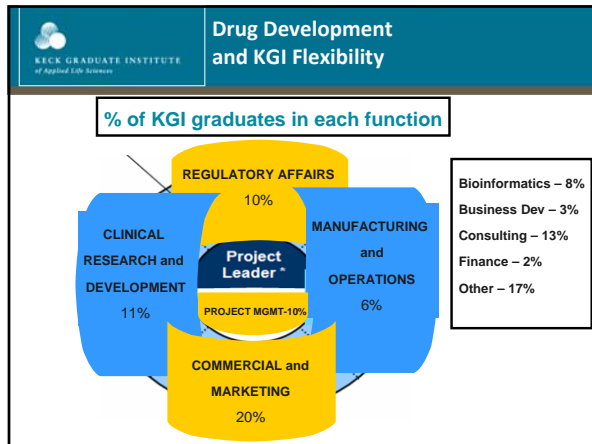 KECK GRADUATE INSTITUTE
of Applied Life Sciences
Drug Development
and KGI Flexibility
% of KGI graduates in each function
REGULATORY AFFAIRS
10%
CLINICAL
RESEARCH and
DEVELOPMENT
11%
Project
Leader *
PROJECT MGMT-10%
MANUFACTURING
and
OPERATIONS
6%
COMMERCIAL and
MARKETING
20%
Bioinformatics – 8%
Business Dev – 3%
Consulting – 13%
Finance – 2%
Other – 17%